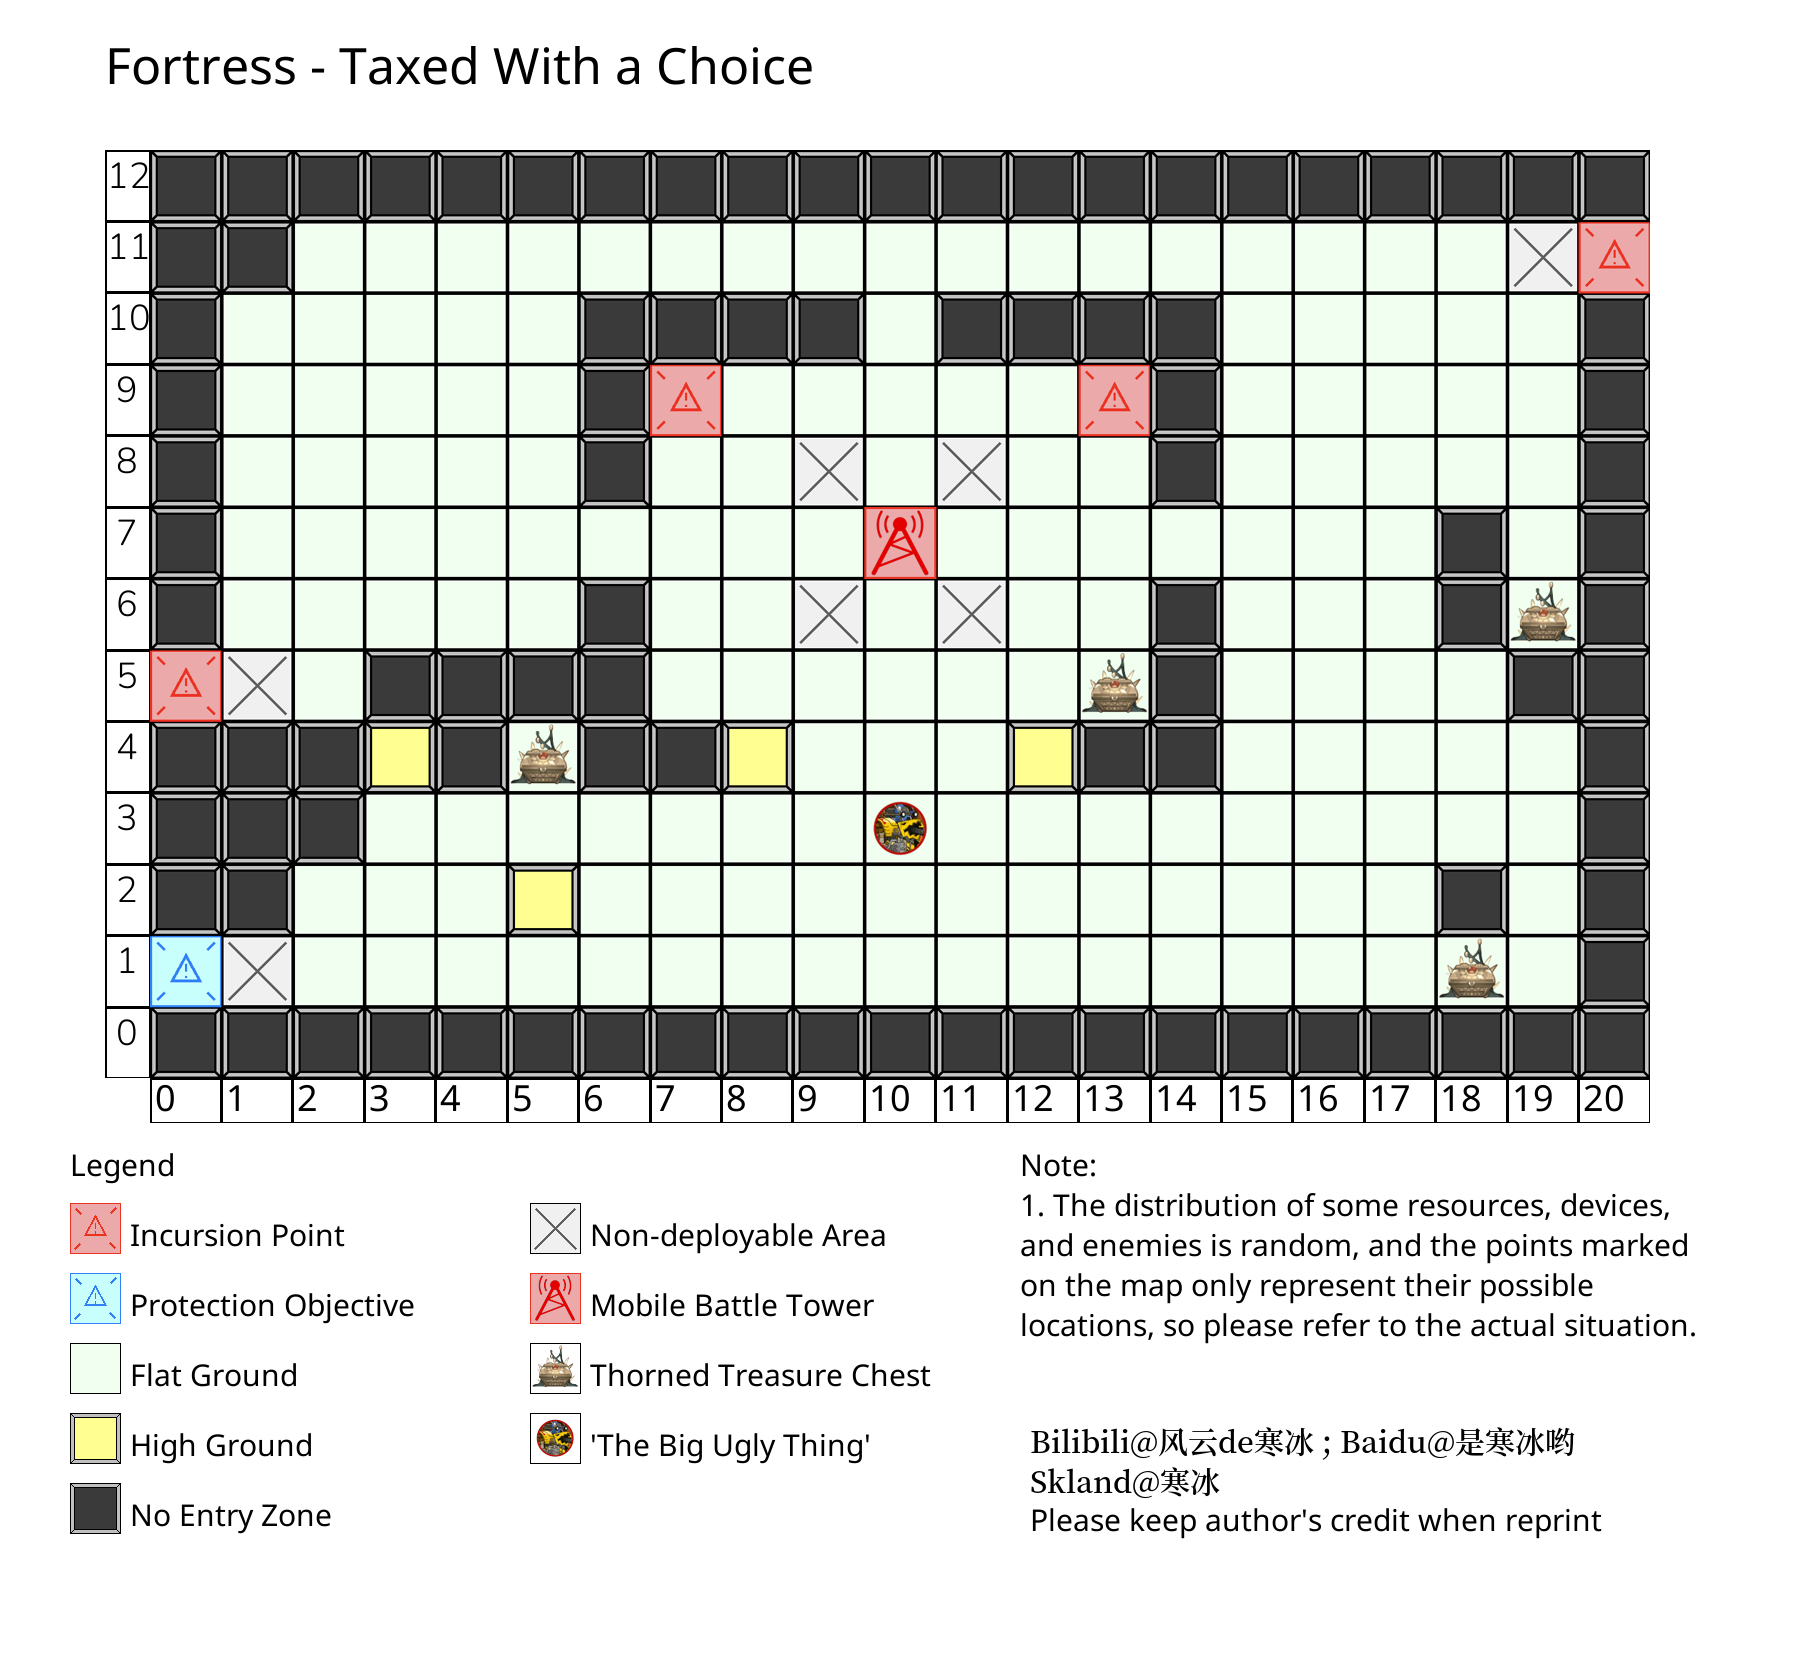 Fortress - Taxed With a Choice
12
11
10
9
8
7
6
5
4
3
2
1
0
0 1 2 3 4 5 6 7 8 9 10 11 12 13 14 15 16 17 18 19 20
Legend
Incursion Point
Protection Objective
Flat Ground
High Ground
No Entry Zone
Non-deployable Area
Mobile Battle Tower
Thorned Treasure Chest
'The Big Ugly Thing'
Note:
1. The distribution of some resources, devices,
and enemies is random, and the points marked
on the map only represent their possible
locations, so please refer to the actual situation.
Bilibili@风云de寒冰 ; Baidu@是寒冰哟
Skland@寒冰
Please keep author's credit when reprint